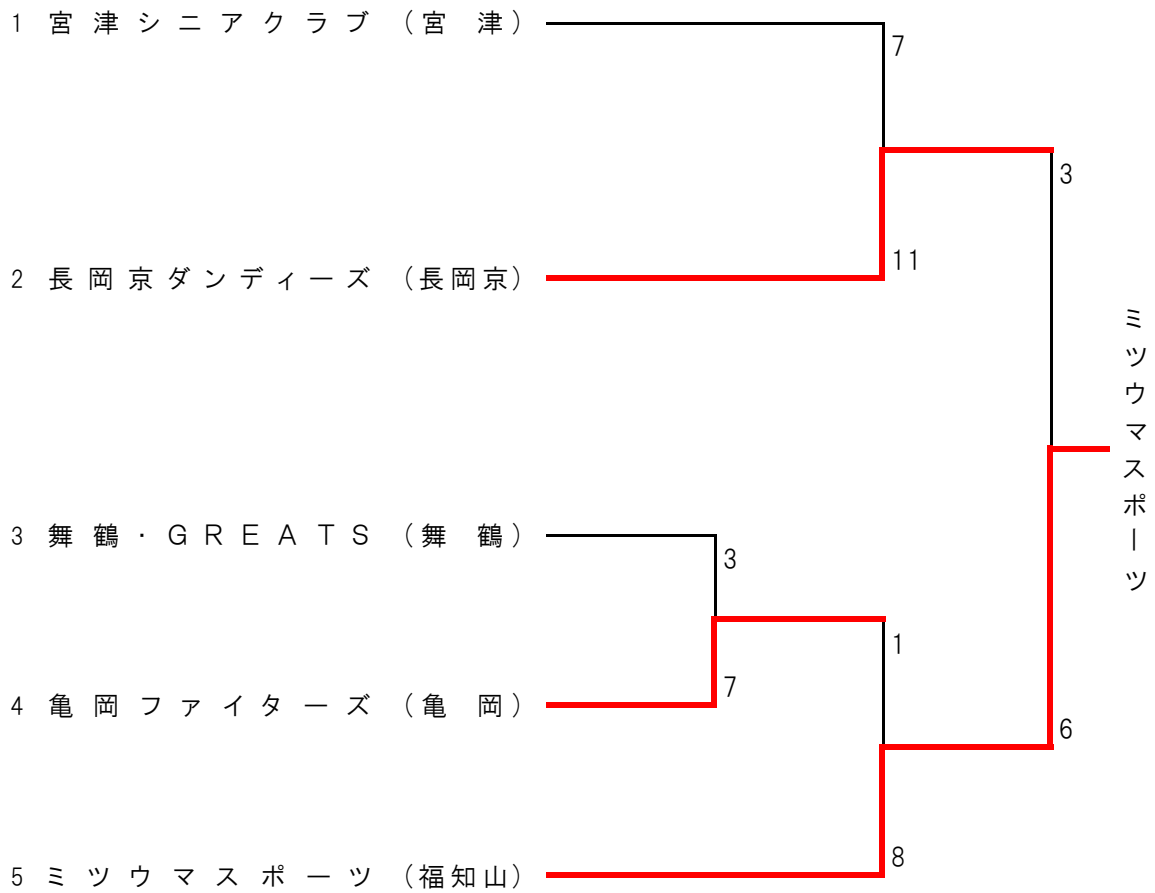 1 宮津シニアクラブ (宮 津)
7
3
11
2 長岡京ダンディーズ (長岡京)
ミツウマスポーツ
3 舞鶴・GREATS (舞 鶴)
3
1
7
4 亀岡ファイターズ (亀 岡)
6
8
5 ミツウマスポーツ (福知山)